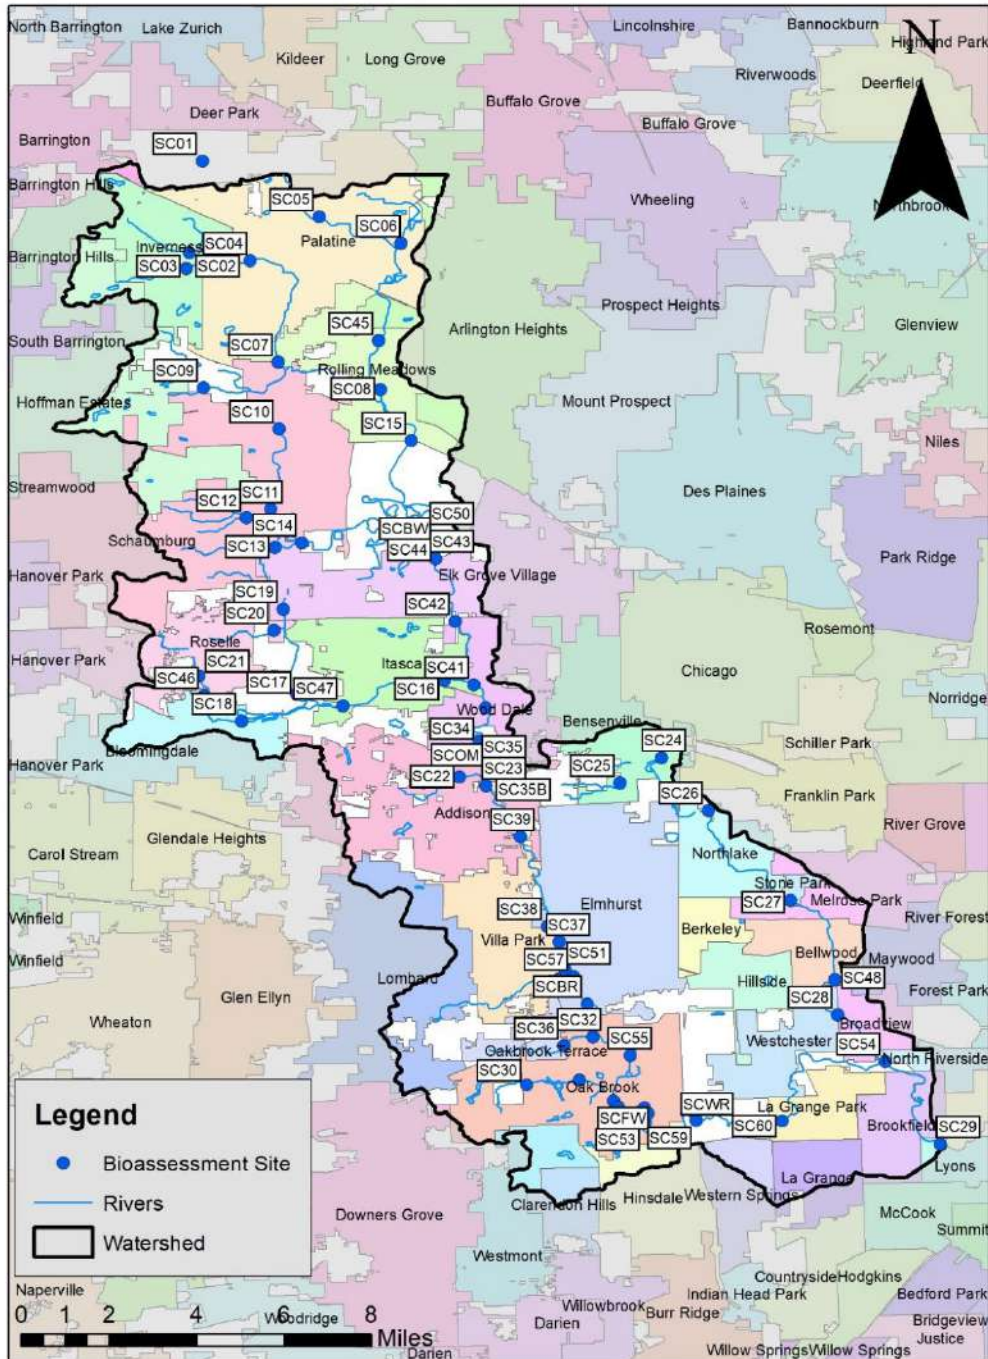 North Barrington
Lake Zurich
Kildeer
Long Grove
Lincolnshire
Bannockburn
N
Highland Park
Riverwoods
Deerfield
Buffalo Grove
Deer Park
Buffalo Grove
Barrington
SC01
Barrington Hills
SC05
Wheeling
Northbrook
SC06
SC04
Palatine
Inverness
Barrington Hills
SC03
SC02
Prospect Heights
SC45
Arlington Heights
Glenview
South Barrington
SC07
SC09
Rolling Meadows
SC08
Hoffman Estates
Mount Prospect
SC10
SC15
Niles
Streamwood
Des Plaines
SC12
SC11
SC50
SC14
SCBW
Schaumburg
SC13
SC44
SC43
Park Ridge
Hanover Park
Elk Grove Village
SC19
SC42
SC20
Rosemont
Roselle
Hanover Park
SC21
Itasca
SC41
Chicago
SC46
SC17
SC47
SC16
Norridge
SC18
Wood Dale
Bensenville
SC34
Schiller Park
Bloomingdale
SC35
SC24
Hanover Park
SCOM
SC23
SC25
SC22
SC35B
SC26
Franklin Park
Addison
SC39
River Grove
Glendale Heights
Carol Stream
Northlake
Stone Park
SC27
Melrose Park
SC38
Elmhurst
Winfield
SC37
Berkeley
River Forest
Villa Park
SC51
Bellwood
Winfield
SC57
Maywood
Lombard
Hillside
SC48
SCBR
Forest Park
Glen Ellyn
SC28
Wheaton
SC36
SC32
Broadview
SC55
Westchester
SC54
Oakbrook Terrace
North Riverside
SC30
Oak Brook
SCWR
La Grange Park
SCFW
SC60
Brookfield
SC29
SC53
SC59
Lyons
La Grange
Clarendon Hills
Hinsdale
Western Springs
McCook
Downers Grove
Summit
Westmont
Countryside
Hodgkins
Indian Head Park
Bedford Park
Willowbrook
Burr Ridge
Darien
Bridgeview
Justice
Willow Springs
Willow Springs
Legend
Bioassessment Site
Rivers
Watershed
Naperville
Woodridge
0 1 2 4 6 8
Miles
Darien